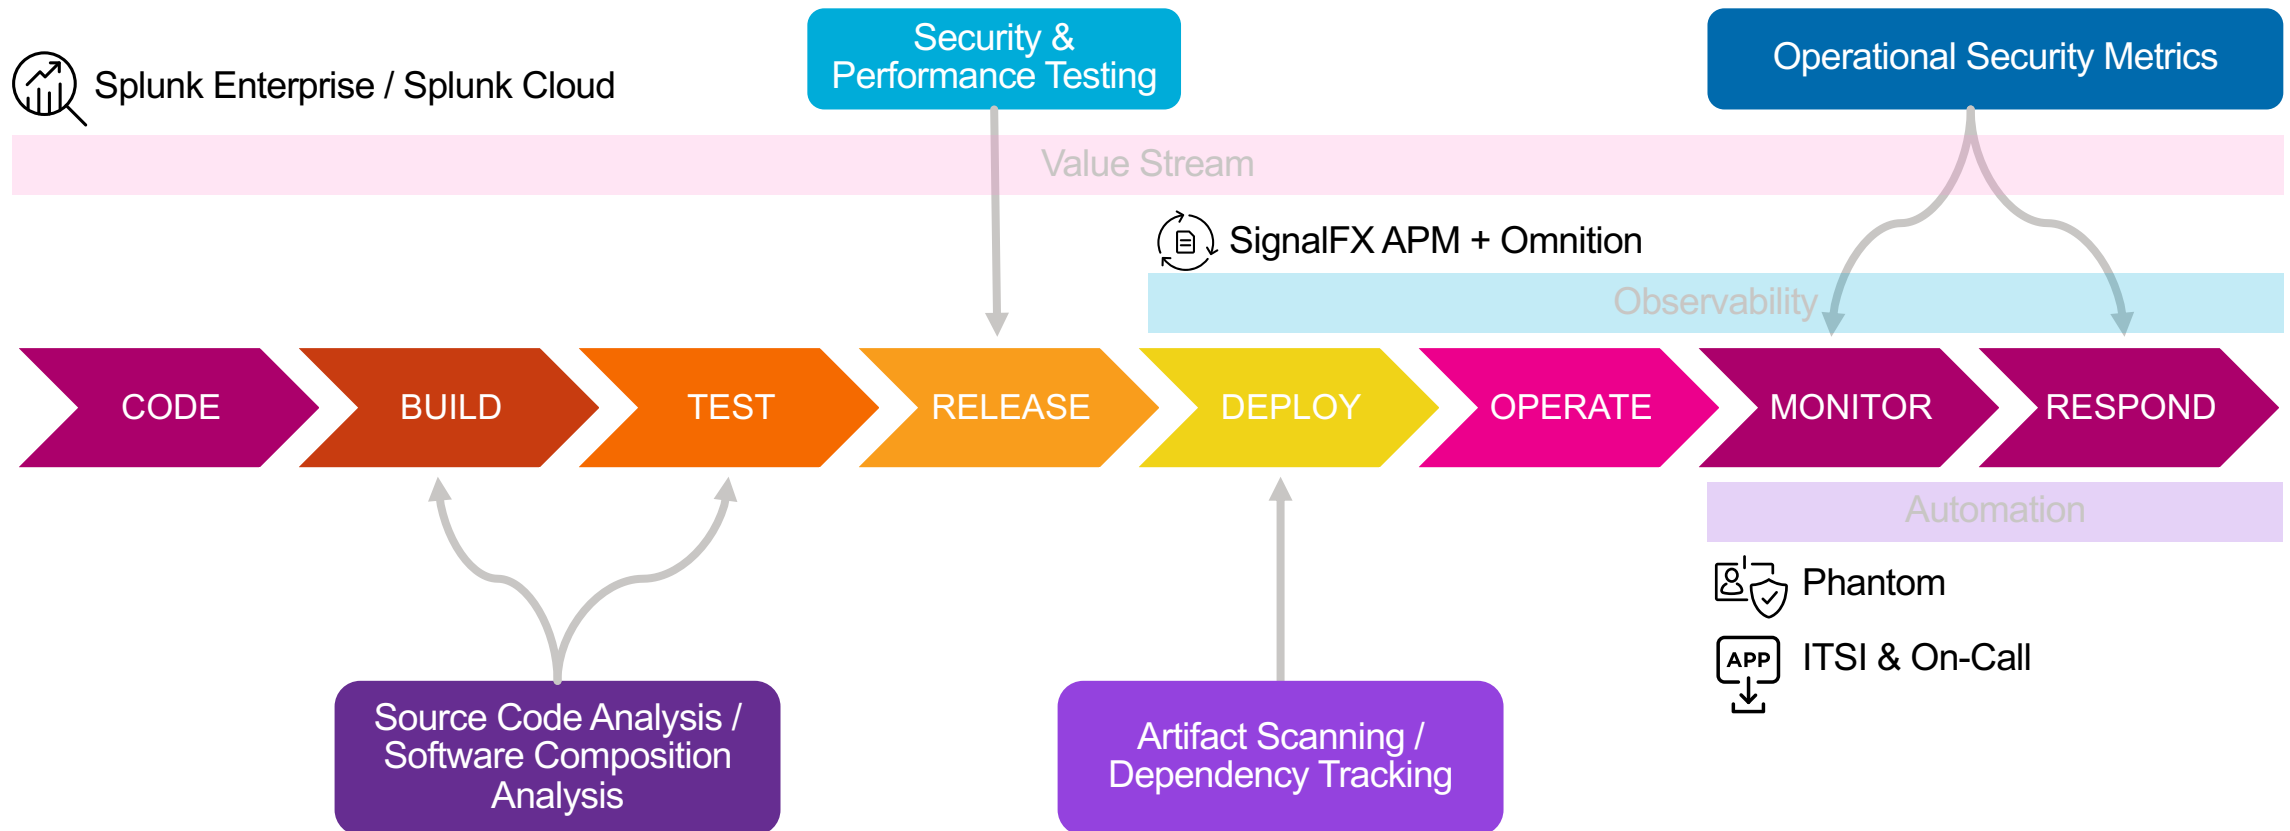 Security &
Performance Testing
Operational Security Metrics
Splunk Enterprise / Splunk Cloud
Value Stream
SignalFX APM + Omnition
Observability
CODE
BUILD
TEST
RELEASE
DEPLOY
OPERATE
MONITOR
RESPOND
Automation
Phantom
APP
ITSI & On-Call
Source Code Analysis /
Software Composition
Analysis
Artifact Scanning /
Dependency Tracking